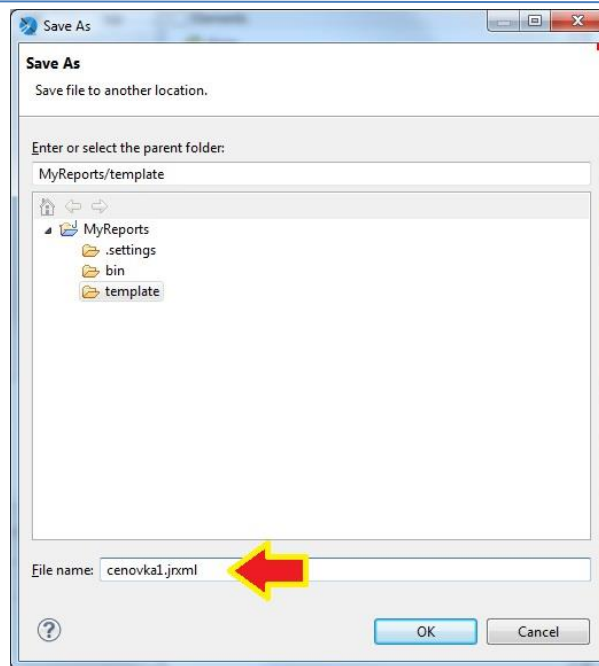 Save As
Save As
Save file to another location.
Enter or select the parent folder:
MyReports/template
MyReports
.settings
bin
template
File name: cenovka1.jrxml
OK Cancel